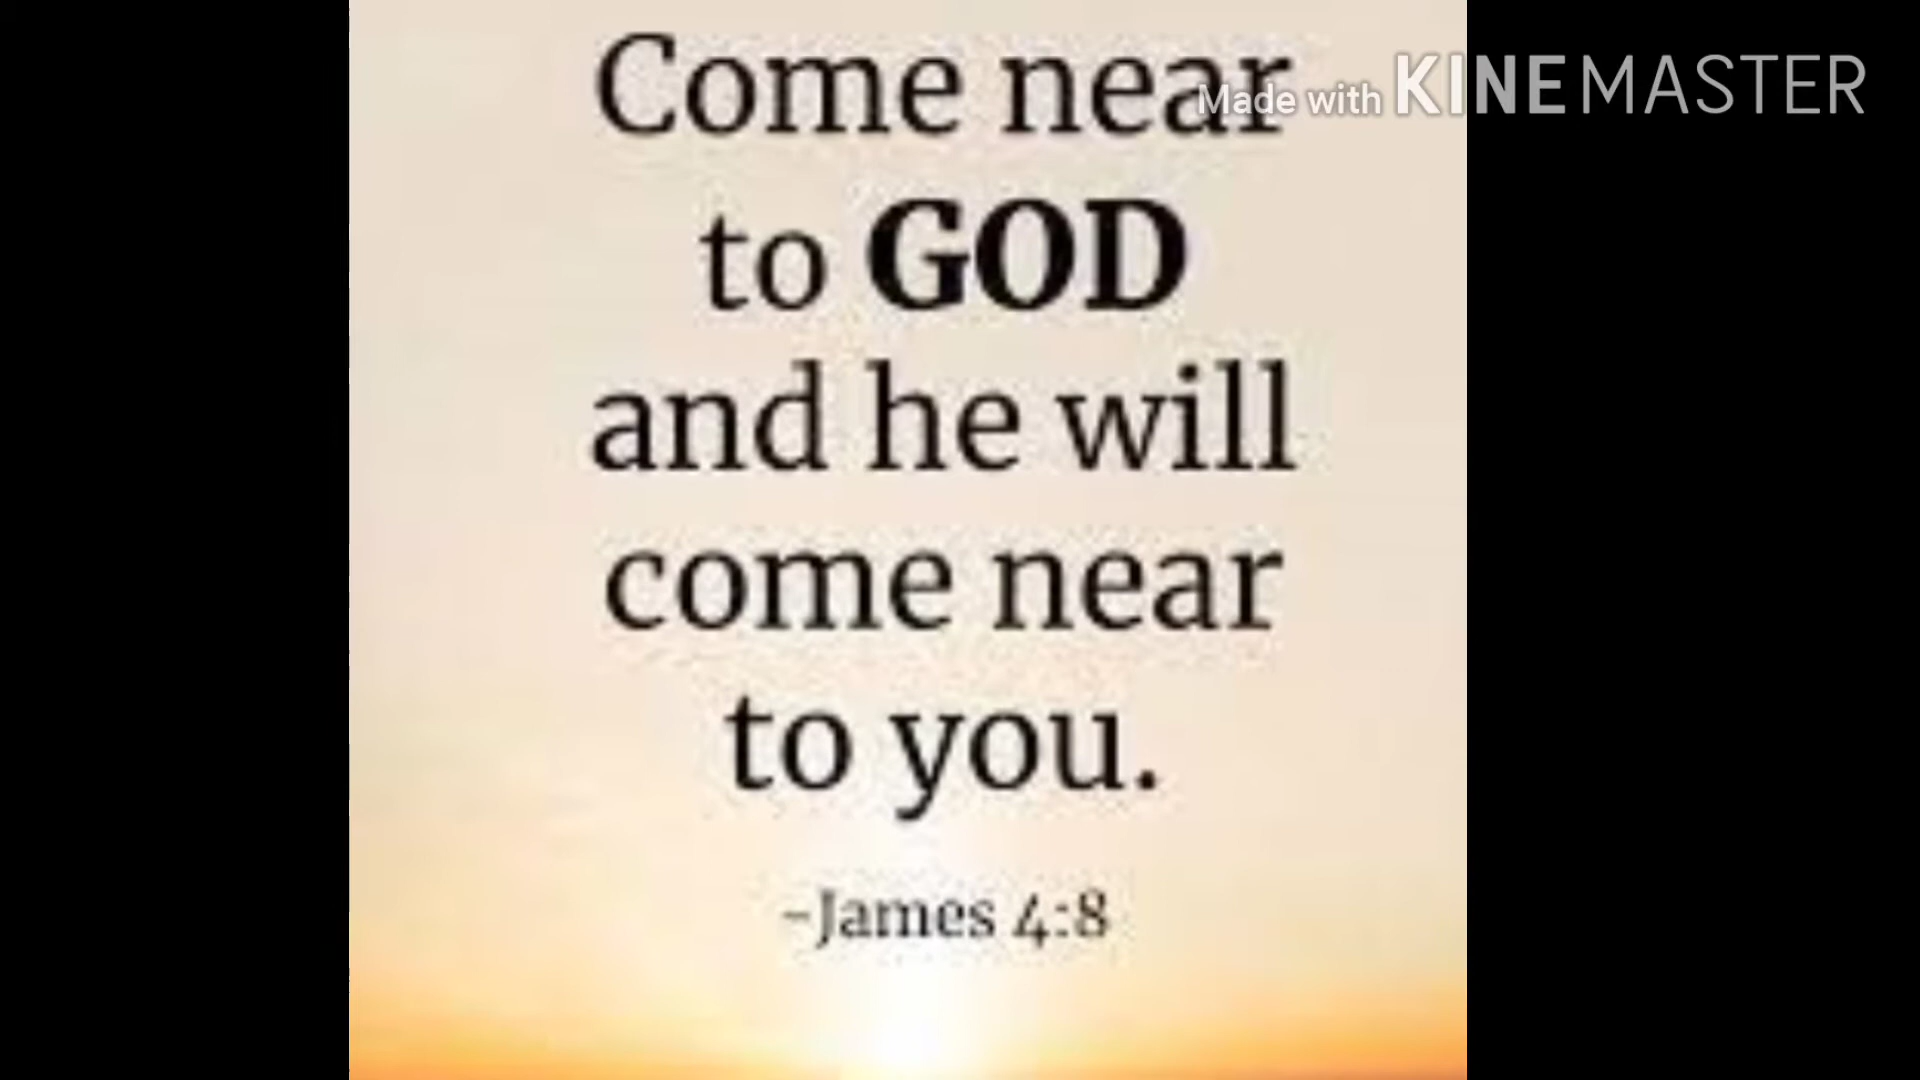 Come near
Made with KINEMASTER
to GOD
and he will
come near
to you.
-James 4:8